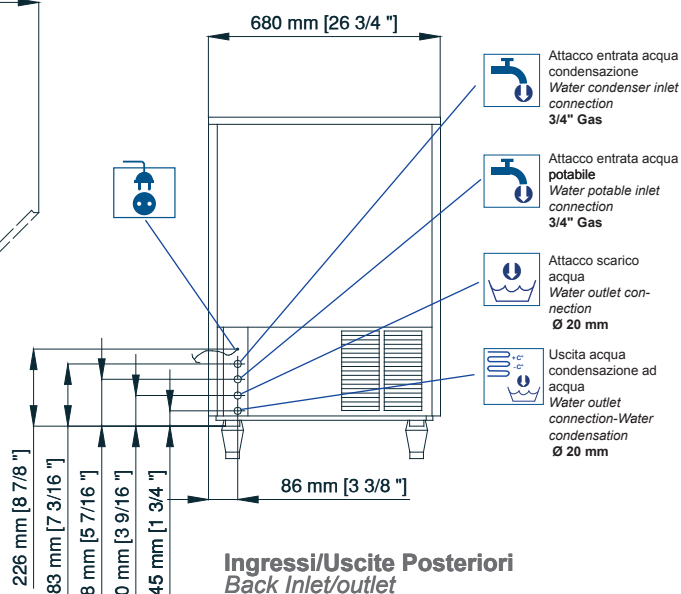 680 mm [26 3/4 "]
Attacco entrata acqua
condensazione
Water condenser inlet
connection
3/4" Gas
Attacco entrata acqua
potabile
Water potable inlet
connection
3/4" Gas
Attacco scarico
acqua
Water outlet con-
nection
Ø 20 mm
+C°
-C°
Uscita acqua
condensazione ad
acqua
Water outlet
connection-Water
condensation
Ø 20 mm
226 mm [8 7/8 "]
83 mm [7 3/16 "]
8 mm [5 7/16 "]
0 mm [3 9/16 "]
45 mm [1 3/4 "]
86 mm [3 3/8 "]
Ingressi/Uscite Posteriori
Back Inlet/outlet